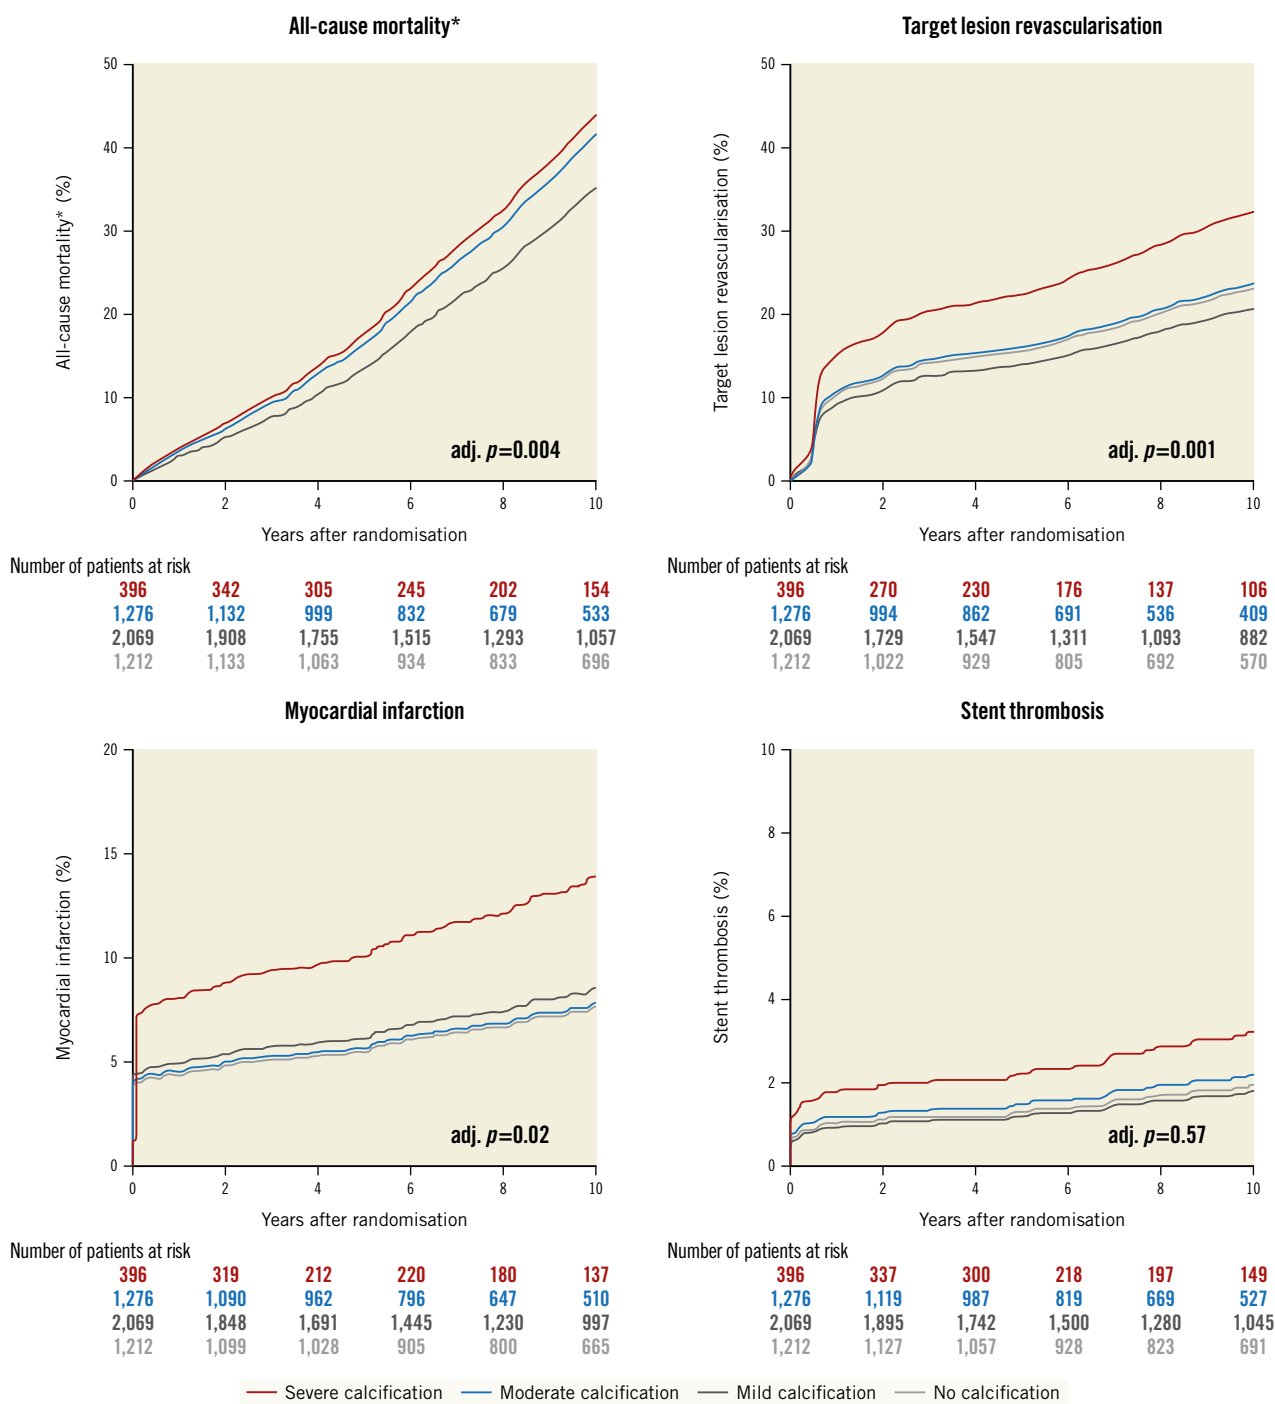 All-cause mortality*
50
40
30
20
10
0
All-cause mortality* (%)
adj. p=0.004
0 2 4 6 8 10
Years after randomisation
Number of patients at risk
396 342 305 245 202 154
1,276 1,132 999 832 679 533
2,069 1,908 1,755 1,515 1,293 1,057
1,212 1,133 1,063 934 833 696
Target lesion revascularisation
50
40
30
20
10
0
Target lesion revascularisation (%)
adj. p=0.001
0 2 4 6 8 10
Years after randomisation
Number of patients at risk
396 270 230 176 137 106
1,276 994 862 691 536 409
2,069 1,729 1,547 1,311 1,093 882
1,212 1,022 929 805 692 570
Myocardial infarction
20
15
10
5
0
Myocardial infarction (%)
adj. p=0.02
0 2 4 6 8 10
Years after randomisation
Number of patients at risk
396 319 212 220 180 137
1,276 1,090 962 796 647 510
2,069 1,848 1,691 1,445 1,230 997
1,212 1,099 1,028 905 800 665
Stent thrombosis
10
8
6
4
2
0
Stent thrombosis (%)
adj. p=0.57
0 2 4 6 8 10
Years after randomisation
Number of patients at risk
396 337 300 218 197 149
1,276 1,119 987 819 669 527
2,069 1,895 1,742 1,500 1,280 1,045
1,212 1,127 1,057 928 823 691
Severe calcification Moderate calcification Mild calcification No calcification